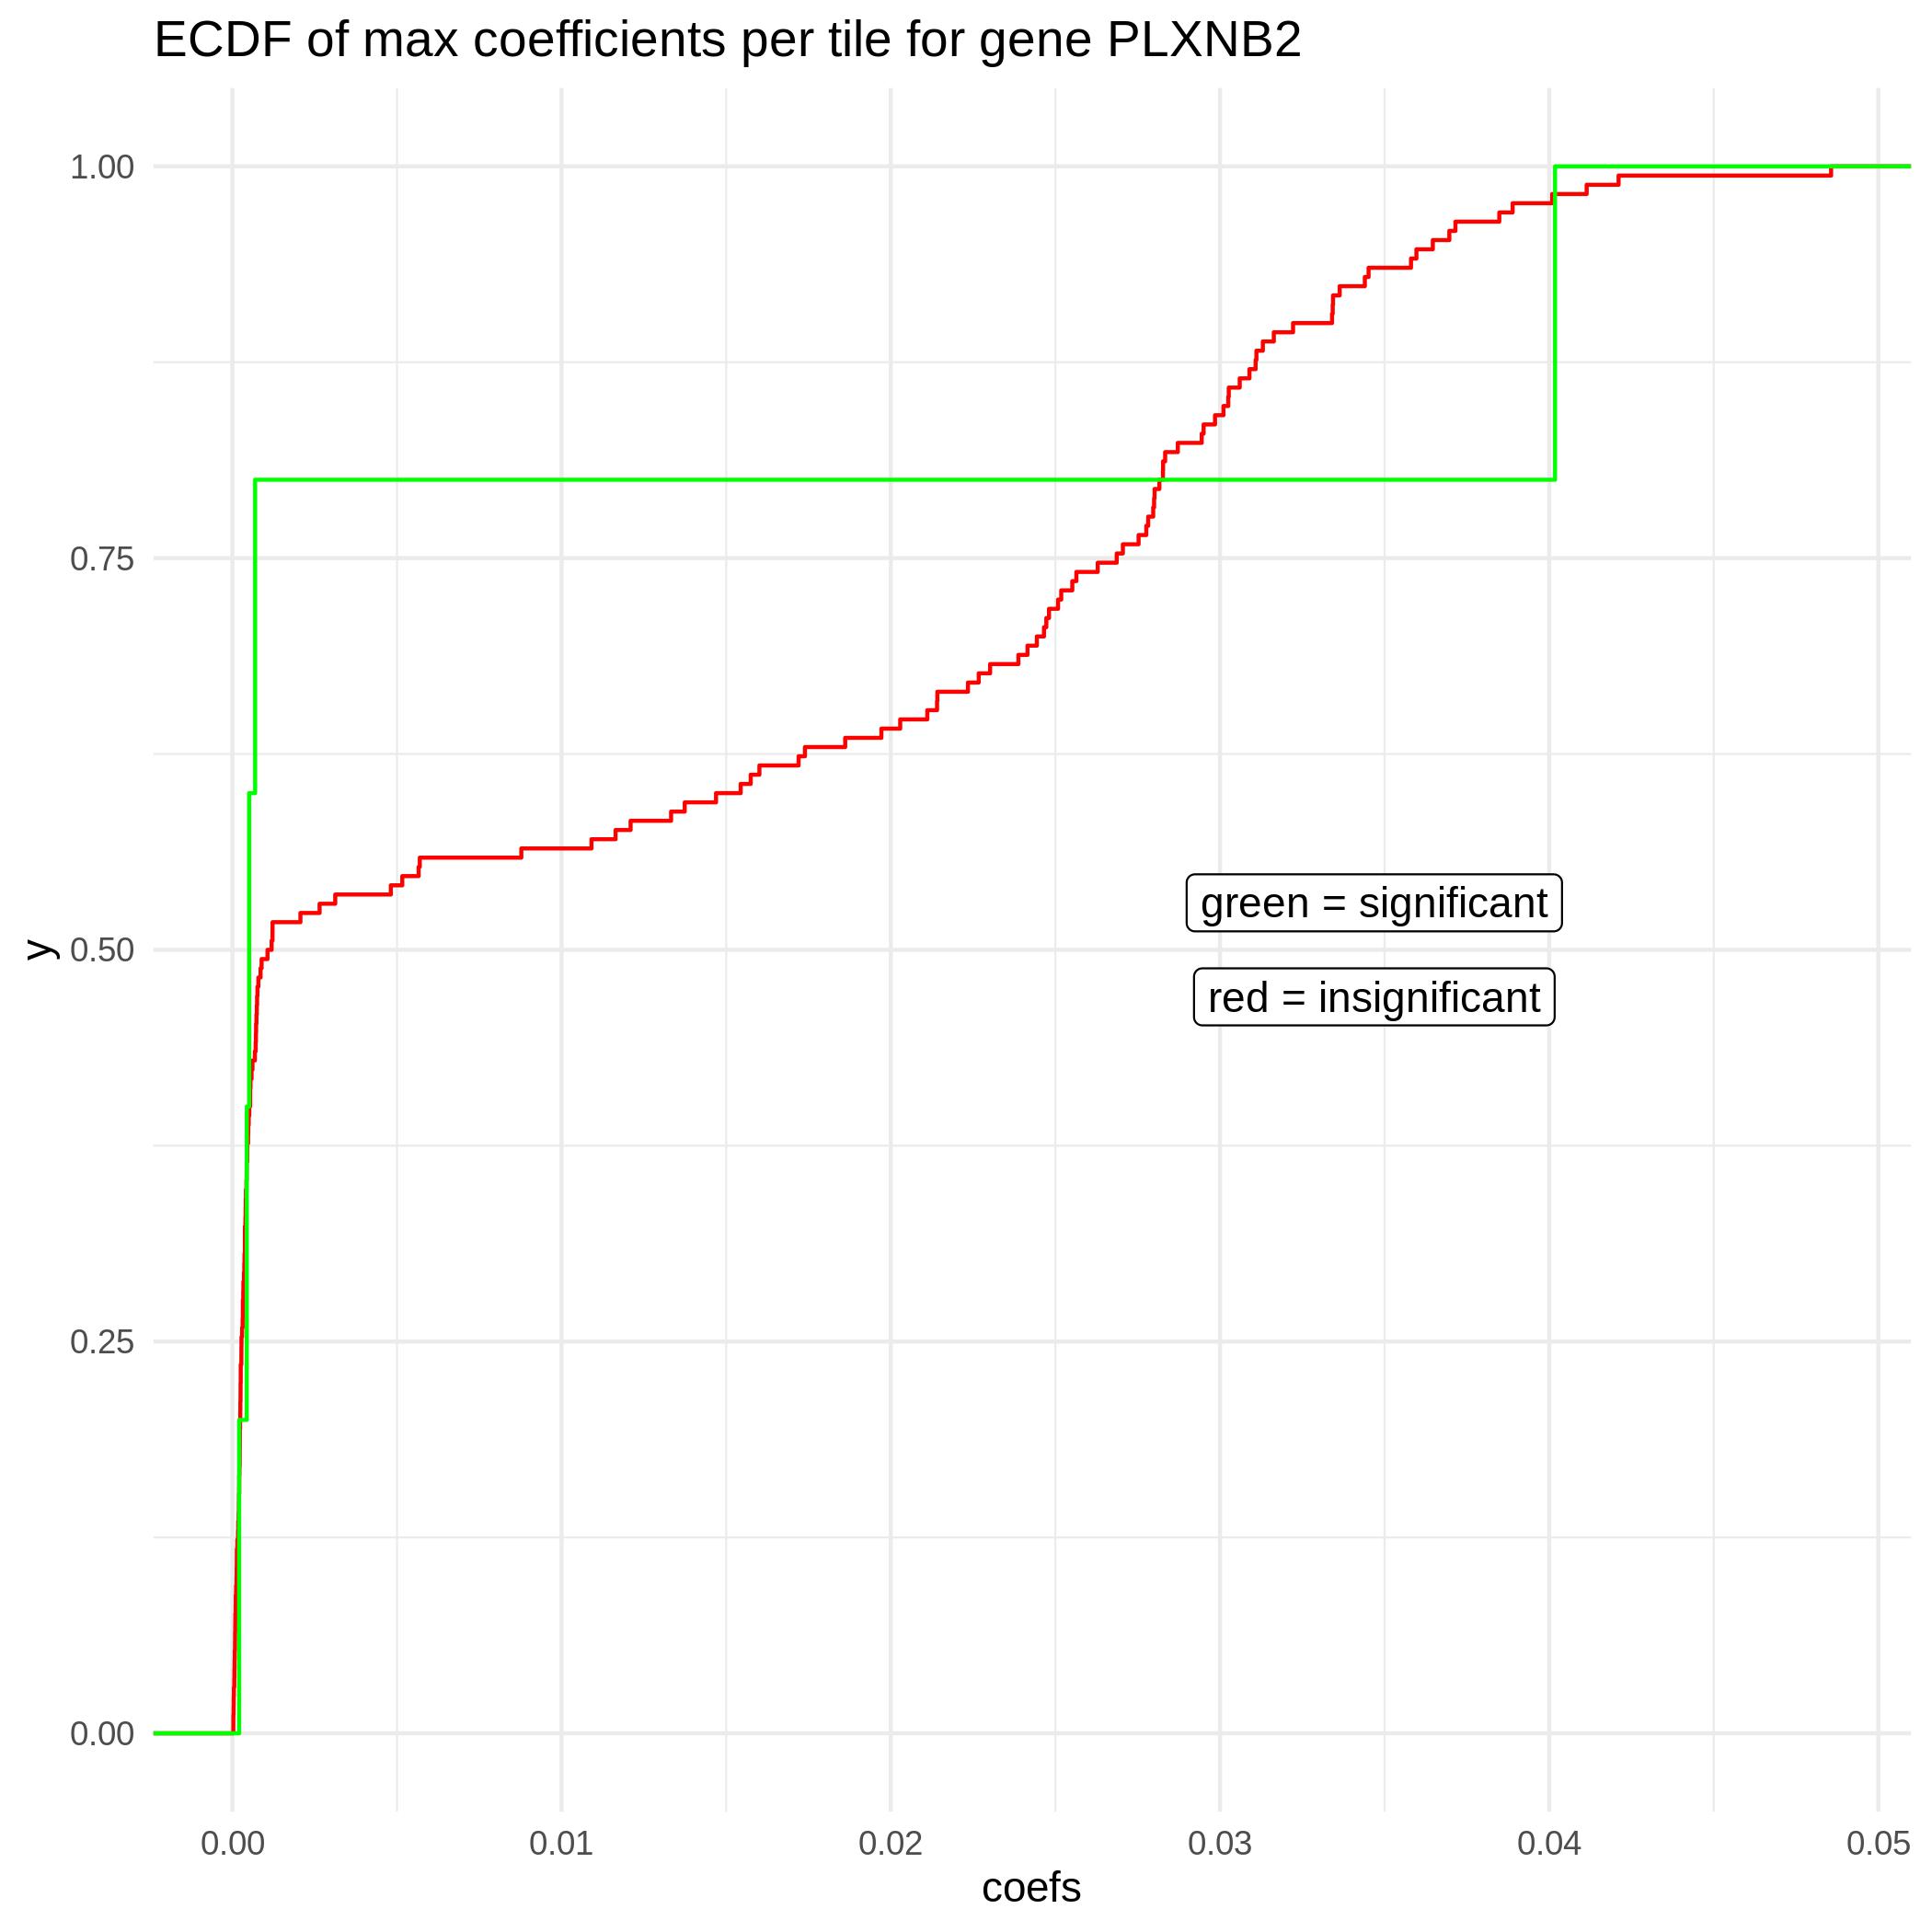 ECDF of max coefficients per tile for gene PLXNB2
1.00
0.75
0.50
0.25
0.00
y
green = significant
red = insignificant
0.00 0.01 0.02 0.03 0.04 0.05
coefs